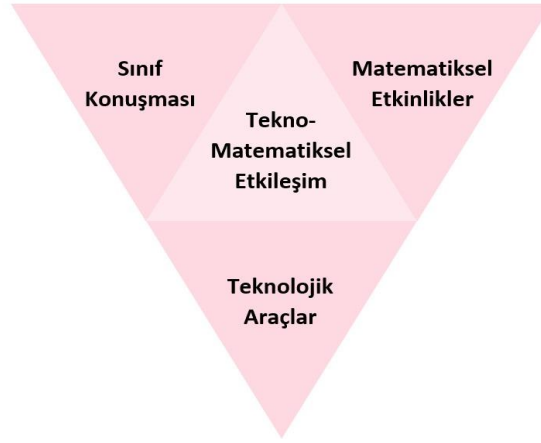 Sınıf
Konuşması
Matematiksel
Etkinlikler
Tekno-
Matematiksel
Etkileşim
Teknolojik
Araçlar